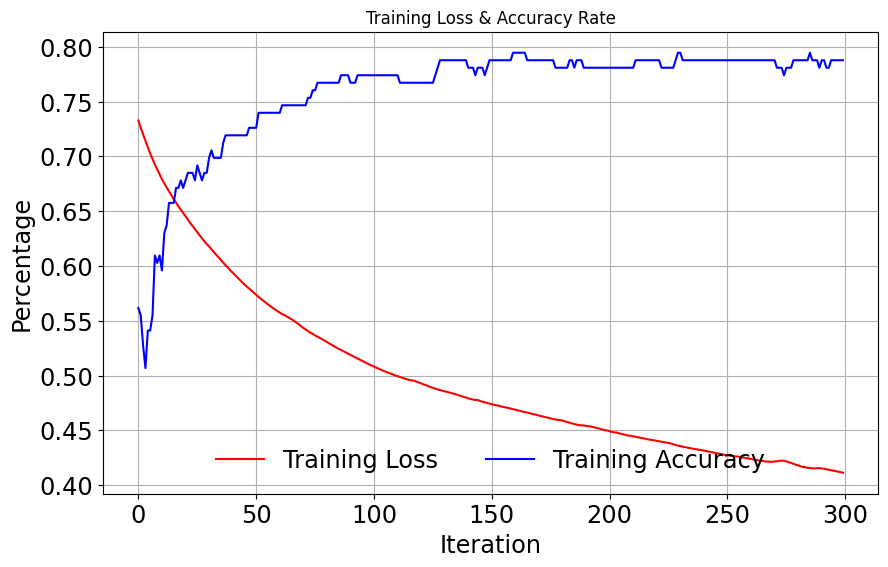 Training Loss & Accuracy Rate
0.80
0.75
0.70
0.65
0.60
0.55
0.50
0.45
0.40
Percentage
Training Loss
Training Accuracy
0 50 100 150 200 250 300
Iteration